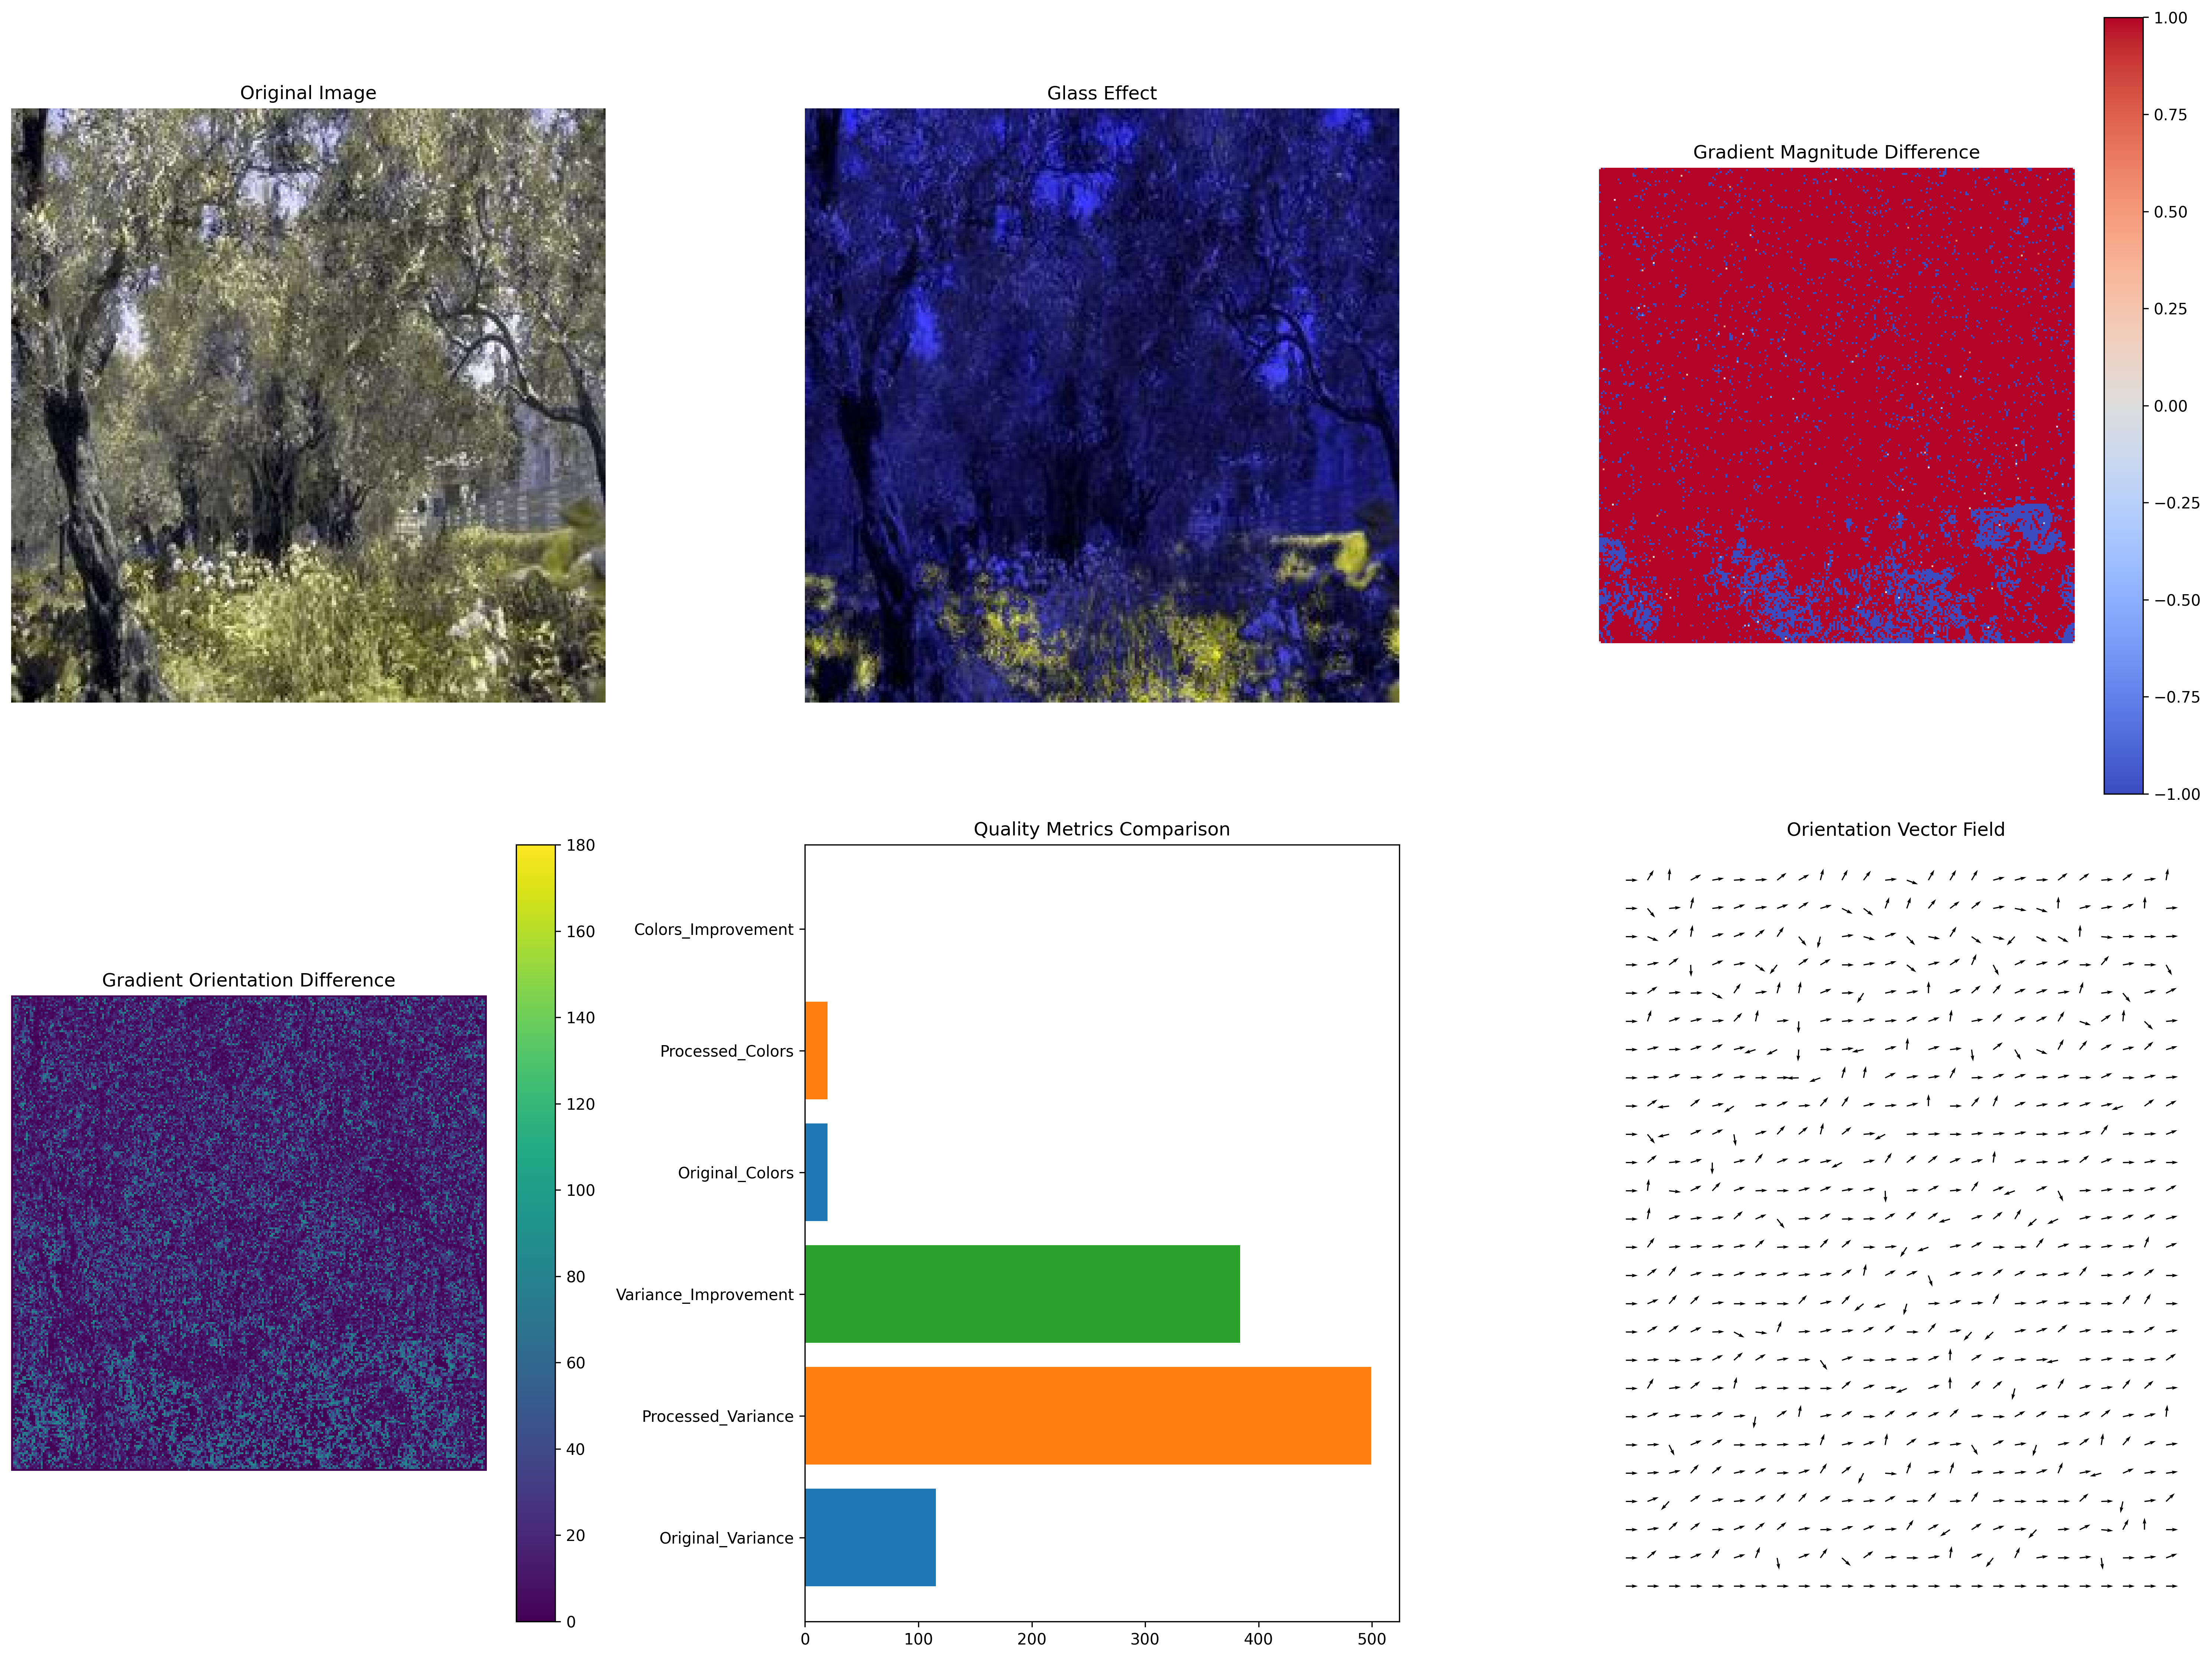 Original Image
Glass Effect
Gradient Magnitude Difference
1.00
0.75
0.50
0.25
0.00
−0.25
−0.50
−0.75
−1.00
Gradient Orientation Difference
180
160
140
120
100
80
60
40
20
0
Quality Metrics Comparison
Colors_Improvement
Processed_Colors
Original_Colors
Variance_Improvement
Processed_Variance
Original_Variance
0 100 200 300 400 500
Orientation Vector Field